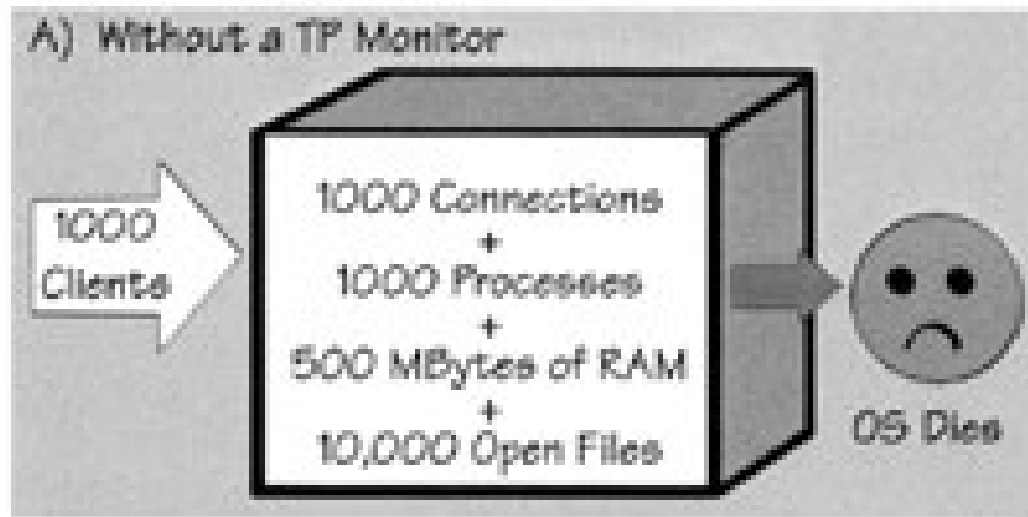 A) Without a TP Monitor
1000
Clients
1000 Connections
+
1000 Processes
+
500 MBytes of RAM
+
10,000 Open Files
OS Dies